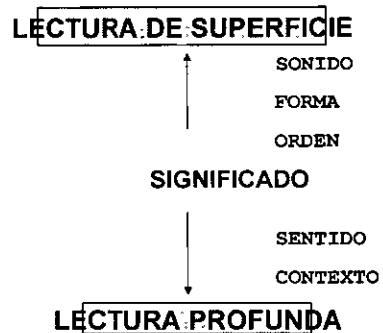 LECTURA DE SUPERFICIE
SONIDO
FORMA
ORDEN
SIGNIFICADO
SENTIDO
CONTEXTO
LECTURA PROFUNDA